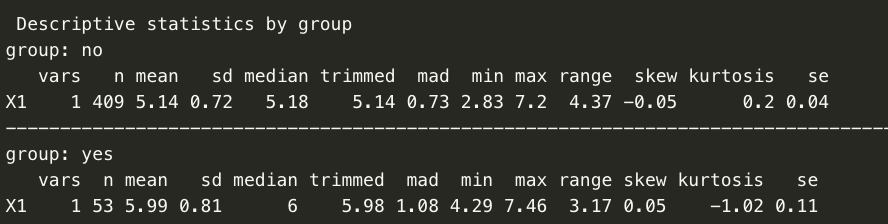 Descriptive statistics by group
group: no
   vars   n mean   sd median trimmed  mad  min max range  skew kurtosis   se
X1    1 409 5.14 0.72   5.18    5.14 0.73 2.83 7.2  4.37 −0.05      0.2 0.04
------------------------------------------------------------------------------------
group: yes
   vars  n mean   sd median trimmed  mad  min  max range skew kurtosis   se
X1    1 53 5.99 0.81      6    5.98 1.08 4.29 7.46  3.17 0.05    −1.02 0.11